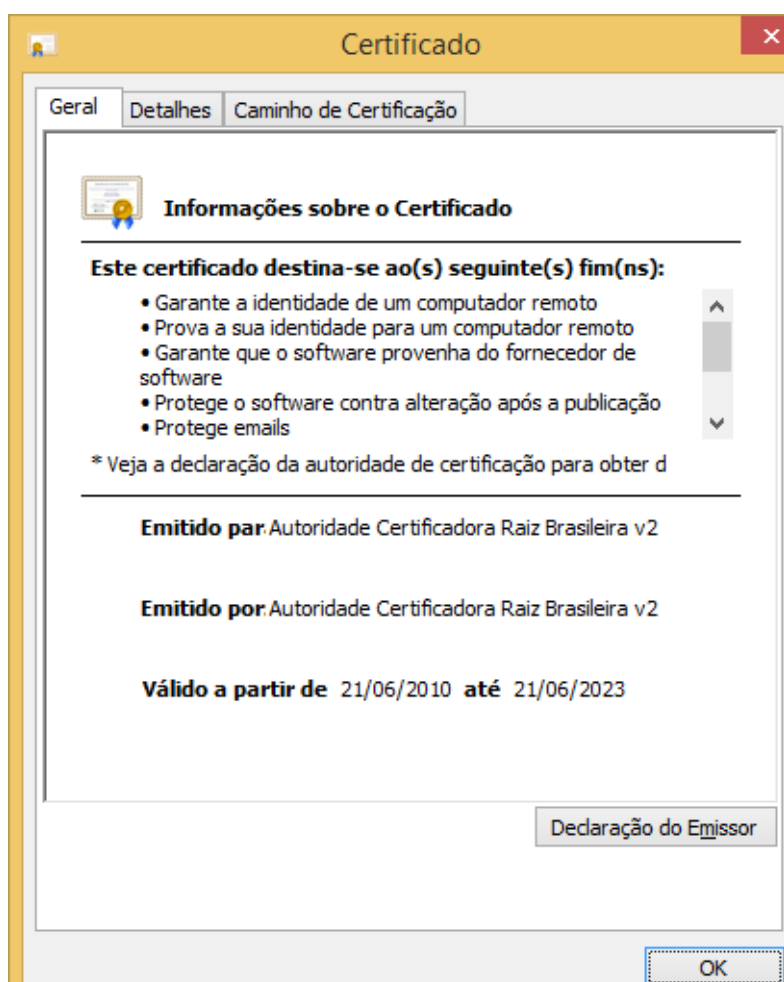 Certificado
Geral Detalhes Caminho de Certificação
Informações sobre o Certificado
Este certificado destina-se ao(s) seguinte(s) fim(ns):
• Garante a identidade de um computador remoto
• Prova a sua identidade para um computador remoto
• Garante que o software provenha do fornecedor de
software
• Protege o software contra alteração após a publicação
• Protege emails
* Veja a declaração da autoridade de certificação para obter d
Emitido par Autoridade Certificadora Raiz Brasileira v2
Emitido por Autoridade Certificadora Raiz Brasileira v2
Válido a partir de 21/06/2010 até 21/06/2023
Declaração do Emissor
OK